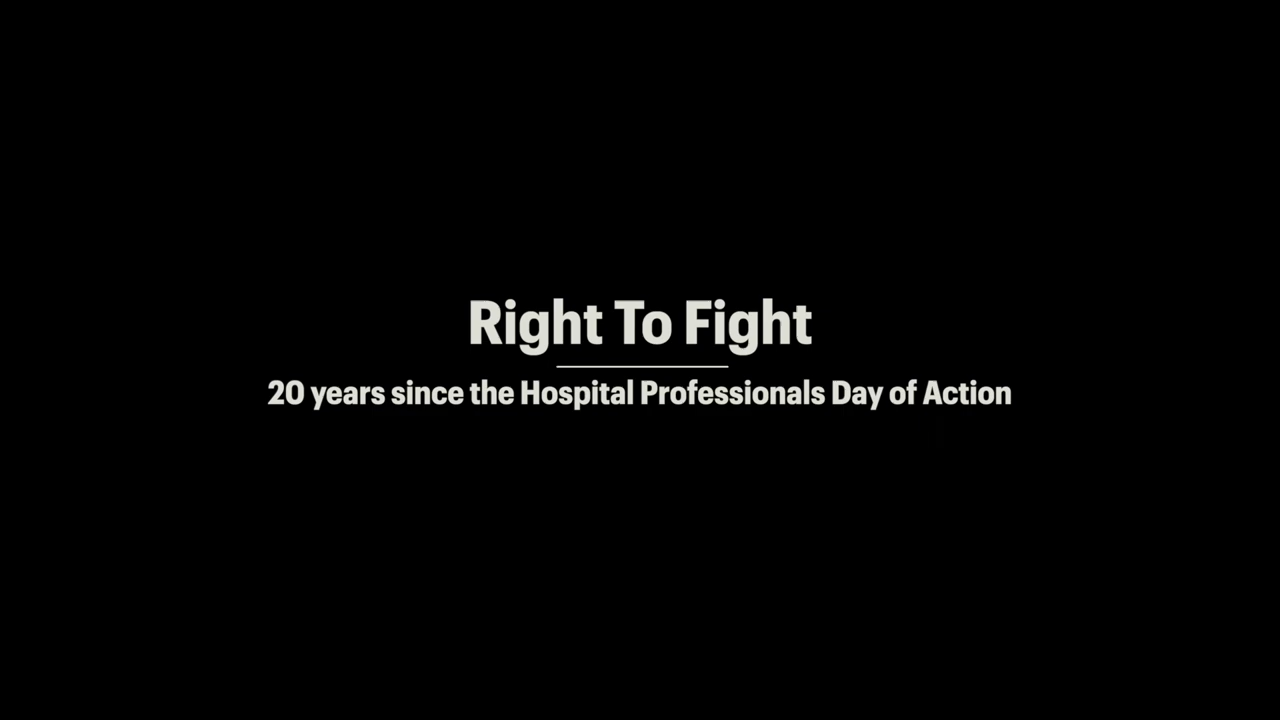 Right To Fight
20 years since the Hospital Professionals Day of Action